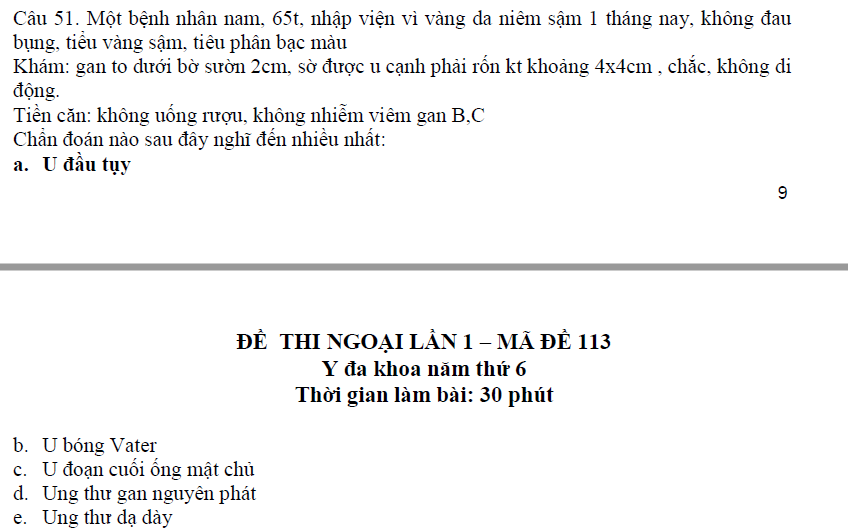 Câu 51. Một bệnh nhân nam, 65t, nhập viện vì vàng da niêm sậm 1 tháng nay, không đau
bụng, tiểu vàng sậm, tiêu phân bạc màu
Khám: gan to dưới bờ sườn 2cm, sờ được u cạnh phải rốn kt khoảng 4x4cm , chắc, không di
động.
Tiền căn: không uống rượu, không nhiễm viêm gan B,C
Chẩn đoán nào sau đây nghĩ đến nhiều nhất:
a. U đầu tụy
9
ĐỀ THI NGOẠI LẦN 1 – MÃ ĐỀ 113
Y đa khoa năm thứ 6
Thời gian làm bài: 30 phút
b. U bóng Vater
c. U đoạn cuối ống mật chủ
d. Ung thư gan nguyên phát
e. Ung thư dạ dày